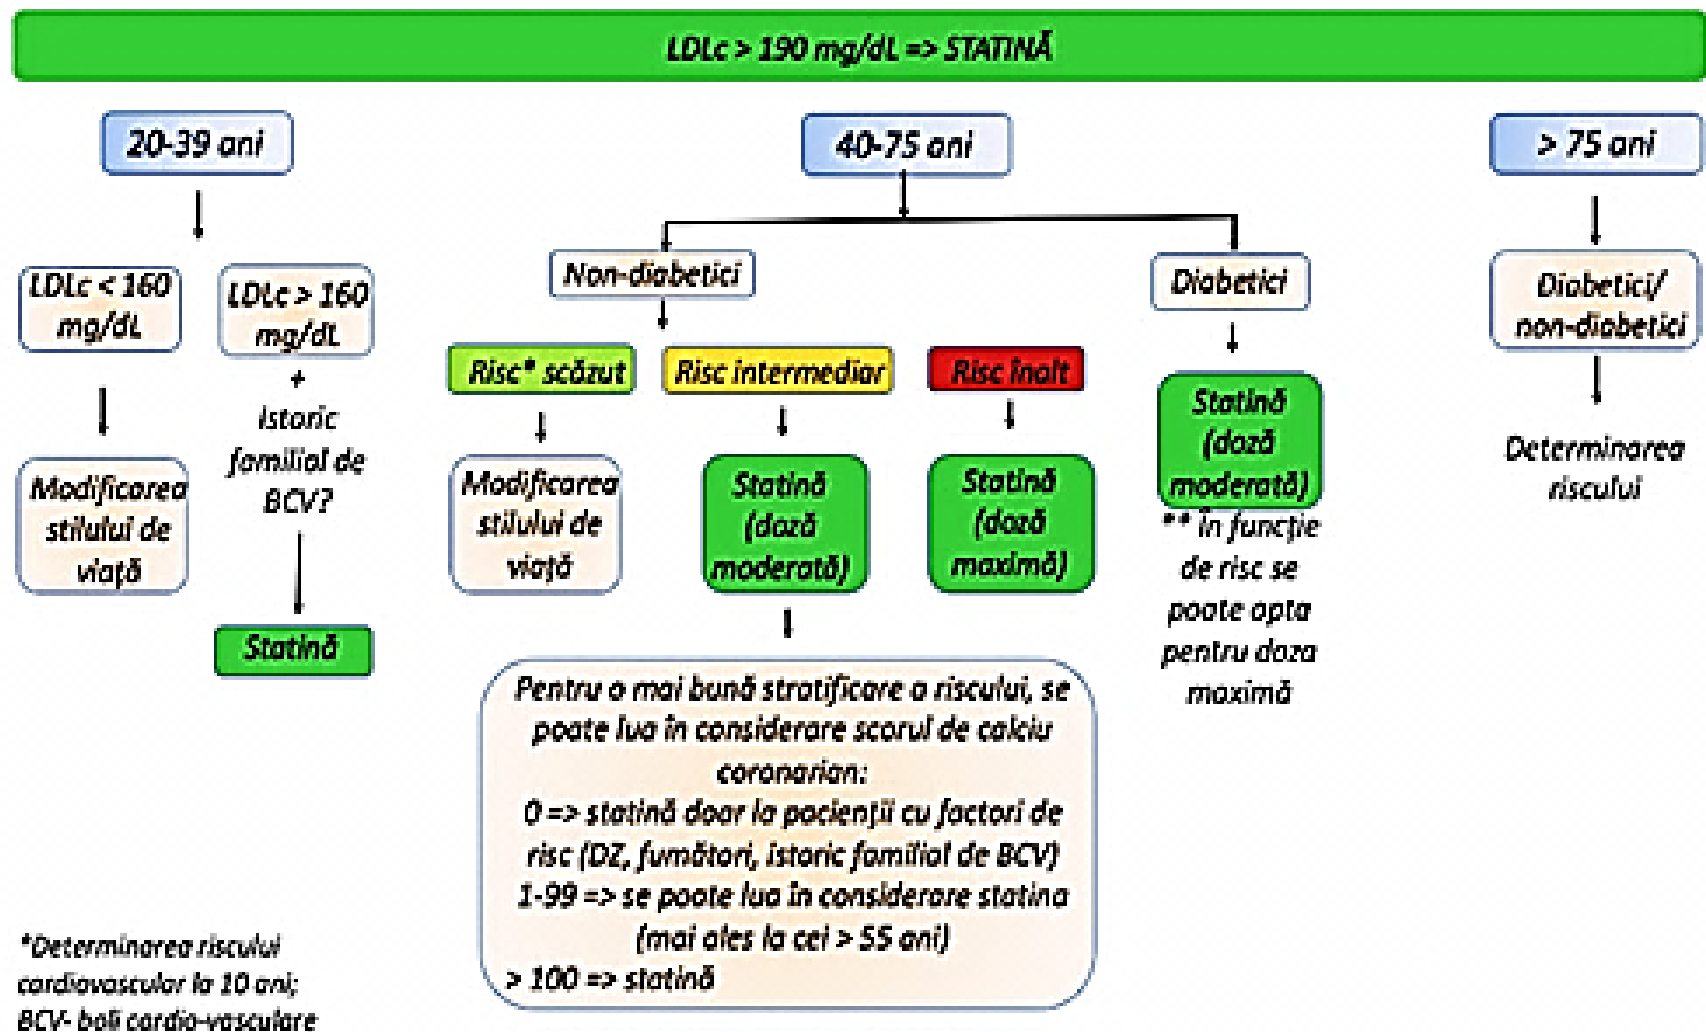 LDLc > 190 mg/dL => STATINĂ
20-39 ani
40-75 ani
> 75 ani
LDLc < 160
mg/dL
LDLc > 160
mg/dL
+
Istoric
familial de
BCV?
Modificarea
stilului de
viață
Statină
Non-diabetici
Diabetici
Risc* scăzut
Risc intermediar
Risc înalt
Modificarea
stilului de
viață
Statină
(doză
moderată)
Statină
(doză
maximă)
Statină
(doză
moderată)
** În funcție
de risc se
poate opta
pentru doza
maximă
Diabetici/
non-diabetici
Determinarea
riscului
Pentru o mai bună stratificare a riscului, se
poate lua în considerare scorul de calciu
coronarian:
0 => statină doar la pacienții cu factori de
risc (DZ, fumători, istoric familial de BCV)
1-99 => se poate lua în considerare statina
(mai ales la cei > 55 ani)
> 100 => statină
*Determinarea riscului
cardiovascular la 10 ani;
BCV- boli cardio-vasculare